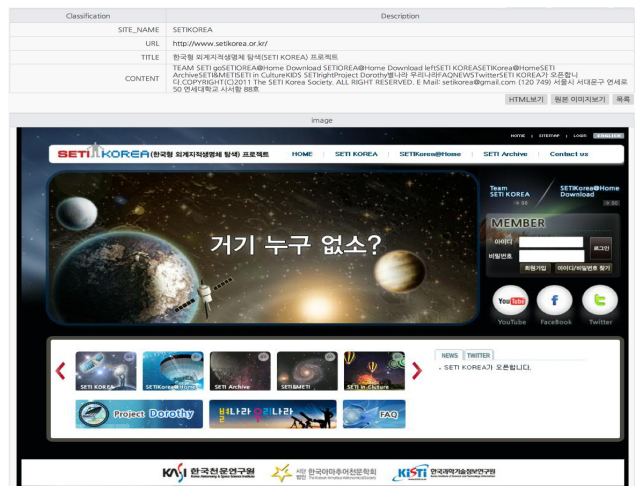 Classification Description
SITE_NAME SETIKOREA
URL http://www.setikorea.or.kr/
TITLE 한국형 외계지적생명체 탐색(SETI KOREA) 프로젝트
CONTENT
TEAM SETI goSETIOREA@Home Download SETIOREA@Home Download leftSETI KOREASETIKorea@HomeSETI
ArchiveSETI&METISETI in CultureKIDS SETIrightProject Dorothy별나라 우리나라FAQNEWSTwitterSETI KOREA가 오픈합니
다.COPYRIGHT(C)2011 The SETI Korea Society. ALL RIGHT RESERVED. E Mail: setikorea@gmail.com (120 749) 서울시 서대문구 연세로
50 연세대학교 사서함 88호
HTML보기 원본 이미지보기 목록
image
HOME | SITEMAP | LOGIN ENGLISH
SETI KOREA (한국형 외계지적생명체 탐색) 프로젝트 HOME SETI KOREA SETIKorea@Home SETI Archive Contact us
Team
SETI KOREA
SETIKorea@Home
Download
거기 누구 없소?
MEMBER
아이디
비밀번호
로그인
회원가입 아이디/비밀번호 찾기
You Tube
YouTube FaceBook Twitter
SETI KOREA SETIKorea@Home SETI Archive SETI&METI SETI in Cluture
NEWS TWITTER
SETI KOREA가 오픈합니다.
Project Dorothy 별나라 우리나라 FAQ
KASI 한국천문연구원
사단법인 한국아마추어천문학회
KiSTi 한국과학기술정보연구원